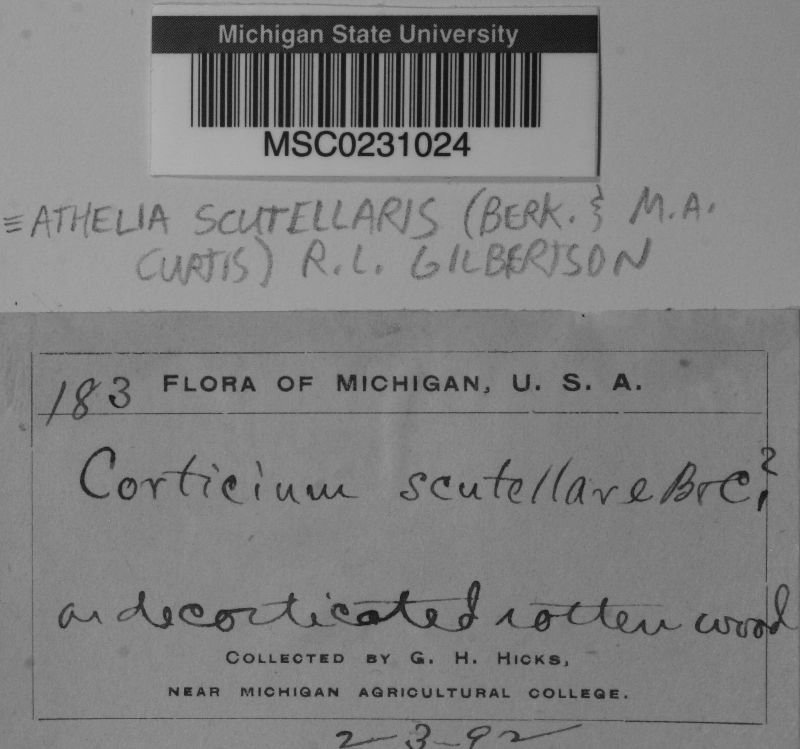 Michigan State University
MSC0231024
≡ ATHELIA SCUTELLARIS (BERK. & M.A.
CURTIS) R.L. GILBERTSON
183 FLORA OF MICHIGAN, U. S. A.
Corticium scutellare B&C.?
on decorticated rotten wood
COLLECTED BY G. H. HICKS,
NEAR MICHIGAN AGRICULTURAL COLLEGE.
2-3-92